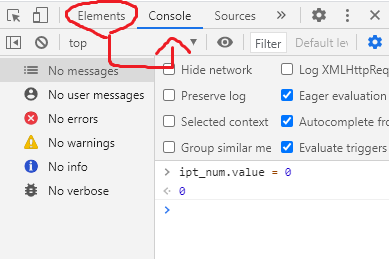 Elements Console Sources »
top Filter Default leve
No messages
No user messages
No errors
No warnings
No info
No verbose
Hide network Log XMLHttpReq
Preserve log Eager evaluation
Selected context Autocomplete fro
Group similar me Evaluate triggers
ipt_num.value = 0
0